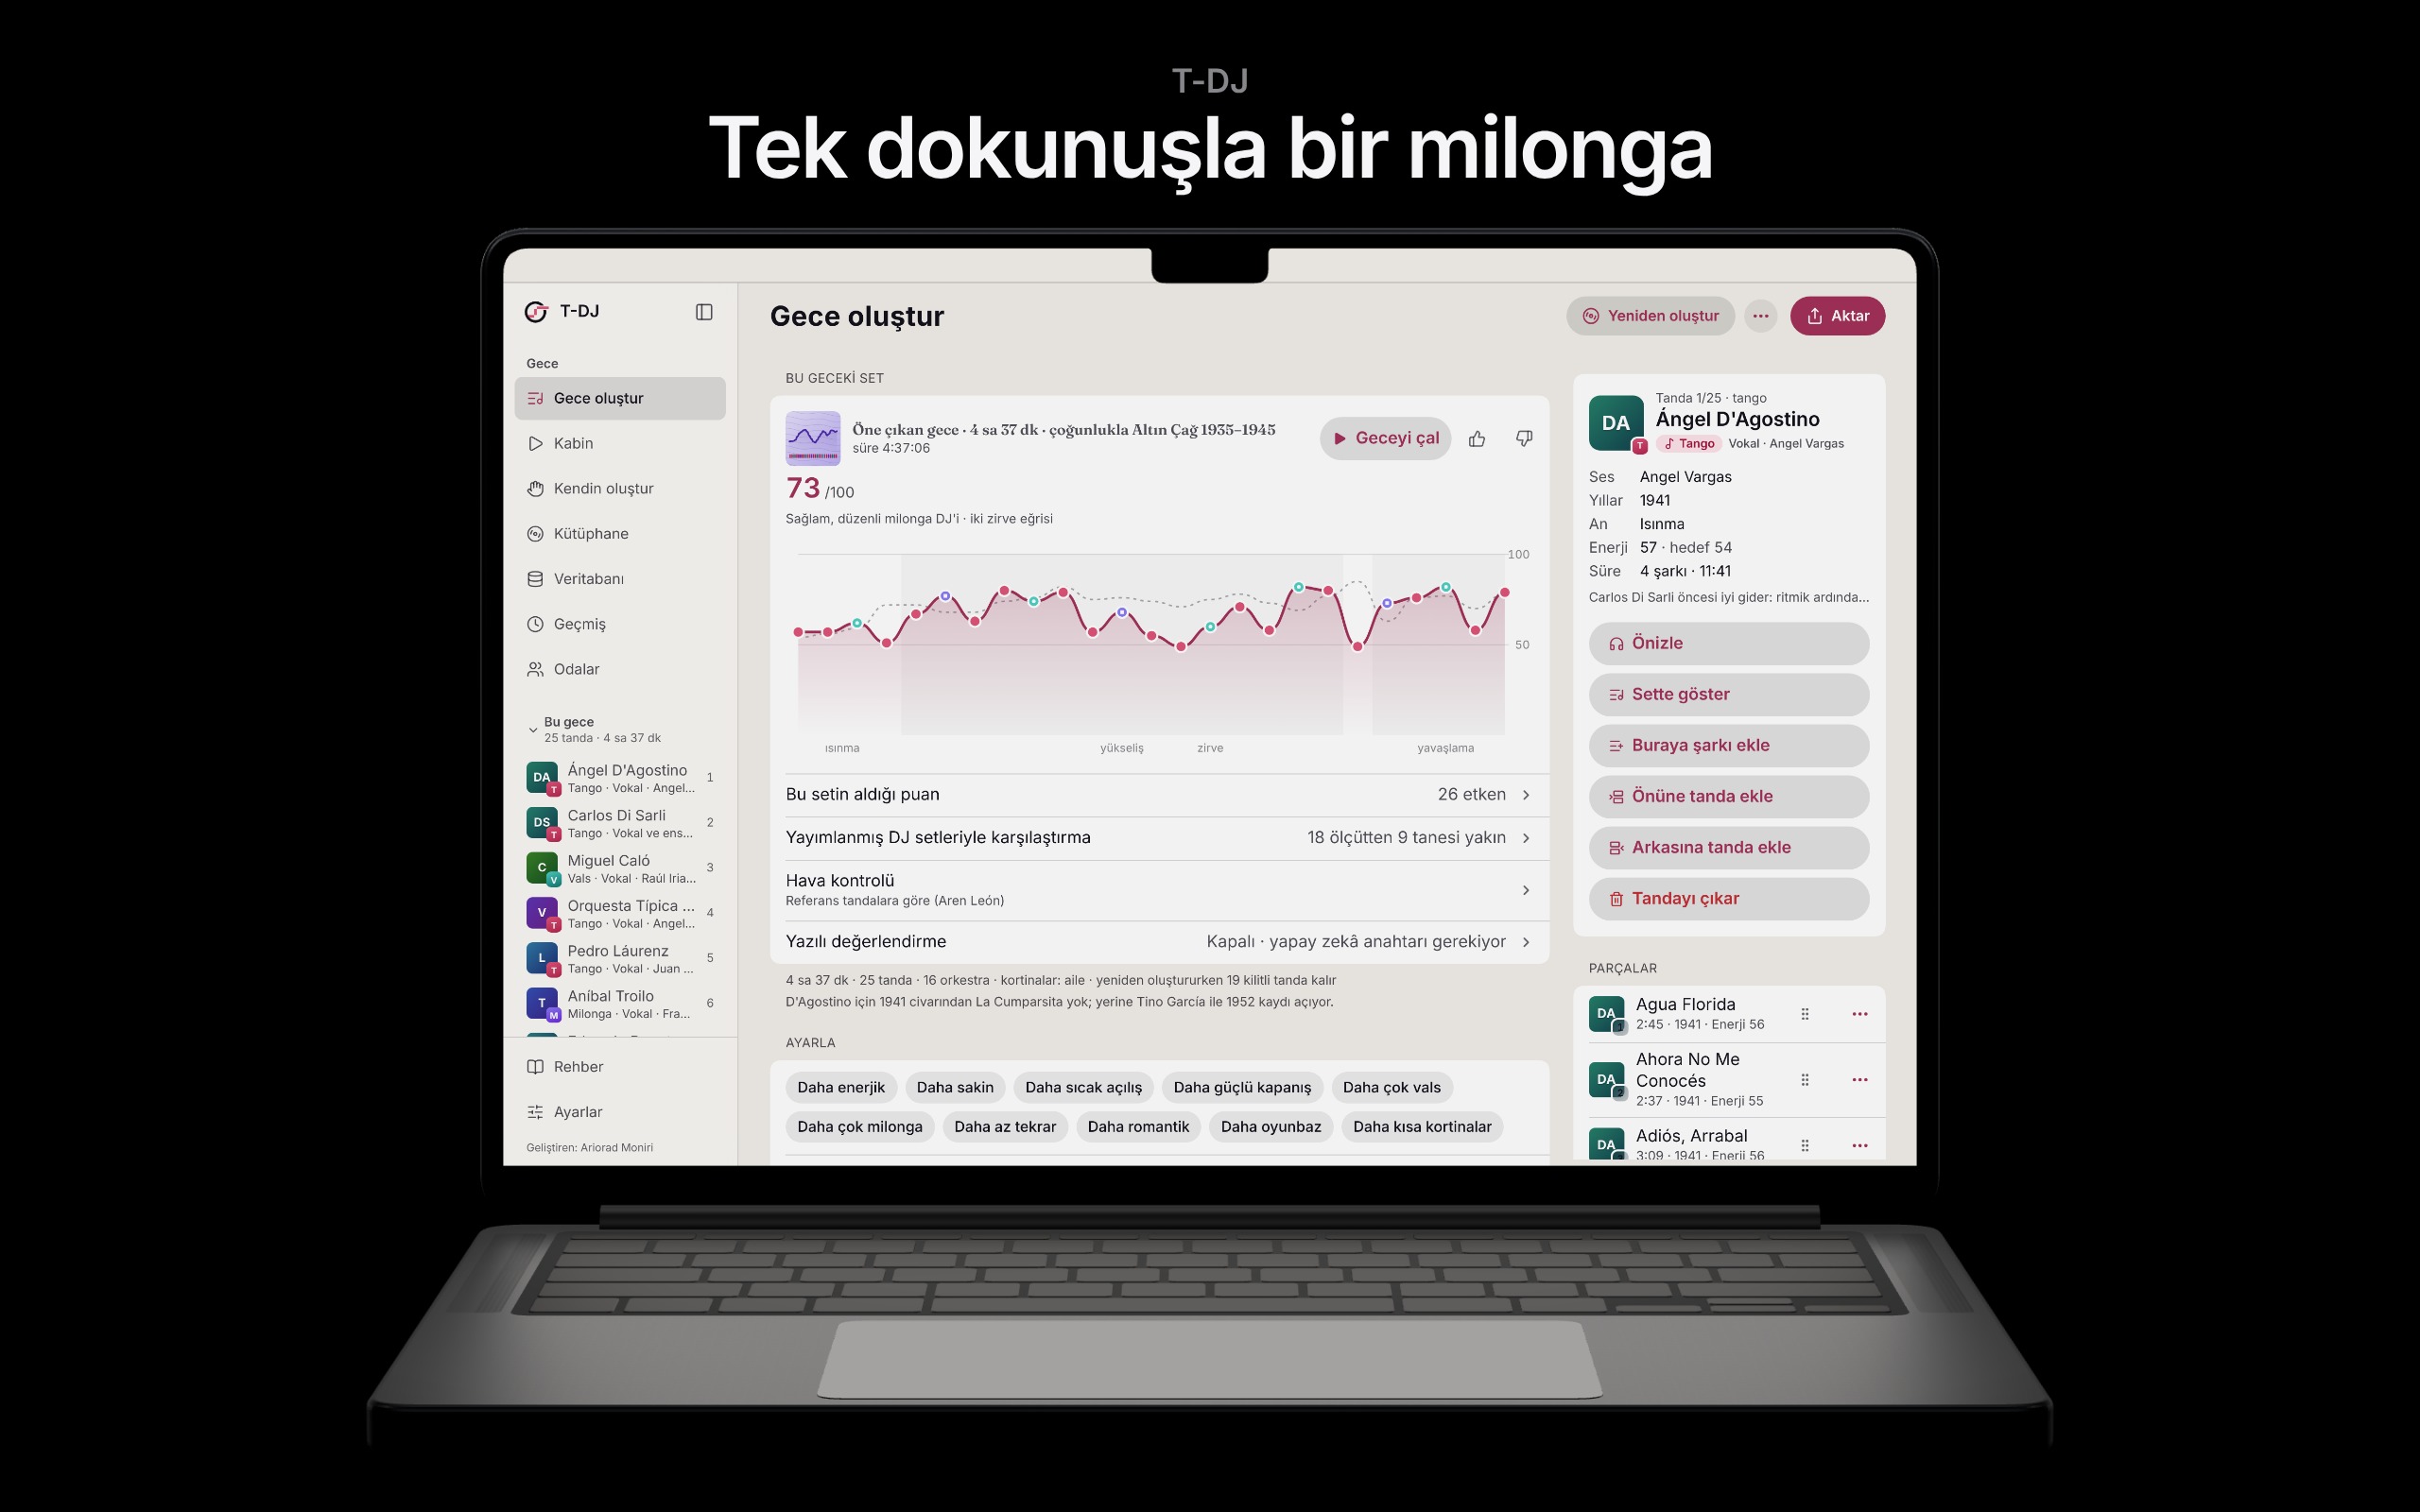 T-DJ
Tek dokunuşla bir milonga
T-DJ
Gece
Gece oluştur
Kabin
Kendin oluştur
Kütüphane
Veritabanı
Geçmiş
Odalar
Bu gece
25 tanda · 4 sa 37 dk
DA T Ángel D'Agostino 1
Tango · Vokal · Angel...
DS T Carlos Di Sarli 2
Tango · Vokal ve ens...
C V Miguel Caló 3
Vals · Vokal · Raúl Iria...
V T Orquesta Típica ... 4
Tango · Vokal · Angel...
L T Pedro Láurenz 5
Tango · Vokal · Juan ...
T M Aníbal Troilo 6
Milonga · Vokal · Fra...
Rehber
Ayarlar
Geliştiren: Ariorad Moniri
Gece oluştur
Yeniden oluştur
Aktar
BU GECEKİ SET
Öne çıkan gece · 4 sa 37 dk · çoğunlukla Altın Çağ 1935–1945
süre 4:37:06
Geceyi çal
73 /100
Sağlam, düzenli milonga DJ'i · iki zirve eğrisi
100
50
ısınma yükseliş zirve yavaşlama
Bu setin aldığı puan 26 etken
Yayımlanmış DJ setleriyle karşılaştırma 18 ölçütten 9 tanesi yakın
Hava kontrolü
Referans tandalara göre (Aren León)
Yazılı değerlendirme Kapalı · yapay zekâ anahtarı gerekiyor
4 sa 37 dk · 25 tanda · 16 orkestra · kortinalar: aile · yeniden oluştururken 19 kilitli tanda kalır
D'Agostino için 1941 civarından La Cumparsita yok; yerine Tino García ile 1952 kaydı açıyor.
AYARLA
Daha enerjik Daha sakin Daha sıcak açılış Daha güçlü kapanış Daha çok vals
Daha çok milonga Daha az tekrar Daha romantik Daha oyunbaz Daha kısa kortinalar
DA T
Tanda 1/25 · tango
Ángel D'Agostino
Tango Vokal · Angel Vargas
Ses Angel Vargas
Yıllar 1941
An Isınma
Enerji 57 · hedef 54
Süre 4 şarkı · 11:41
Carlos Di Sarli öncesi iyi gider: ritmik ardında...
Önizle
Sette göster
Buraya şarkı ekle
Önüne tanda ekle
Arkasına tanda ekle
Tandayı çıkar
PARÇALAR
DA 1 Agua Florida
2:45 · 1941 · Enerji 56
DA 2 Ahora No Me
Conocés
2:37 · 1941 · Enerji 55
DA Adiós, Arrabal
3:09 · 1941 · Enerji 56